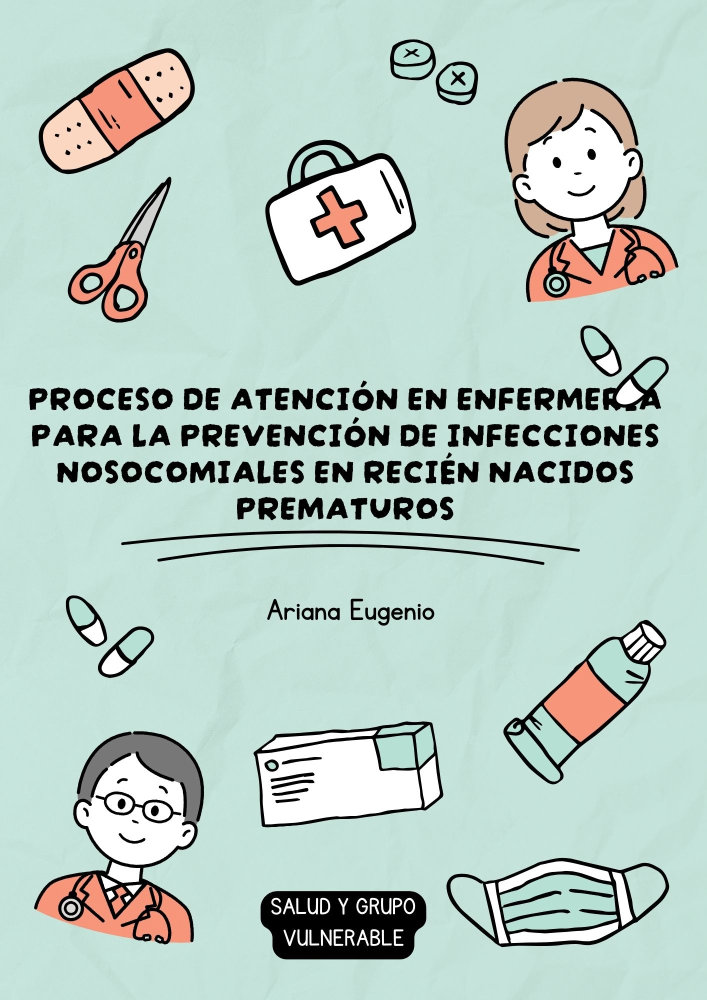 PROCESO DE ATENCIÓN EN ENFERMERÍA
PARA LA PREVENCIÓN DE INFECCIONES
NOSOCOMIALES EN RECIÉN NACIDOS
PREMATUROS
Ariana Eugenio
SALUD Y GRUPO
VULNERABLE